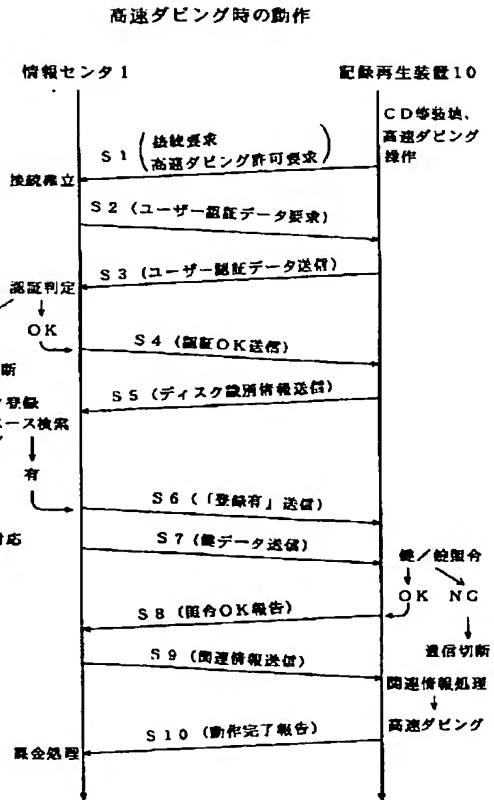 高速ダビング時の動作
情報センタ1
記録再生装置10
CD等装填、
高速ダビング
操作
S1
接続要求
高速ダビング許可要求
接続確立
S2(ユーザー認証データ要求)
S3(ユーザー認証データ送信)
認証判定
OK
S4(認証OK送信)
断
S5(ディスク識別情報送信)
登録
ース検索
有
S6(「登録有」送信)
応
S7(鍵データ送信)
鍵/錠照合
OK NG
S8(照合OK報告)
通信切断
S9(関連情報送信)
関連情報処理
高速ダビング
S10(動作完了報告)
課金処理